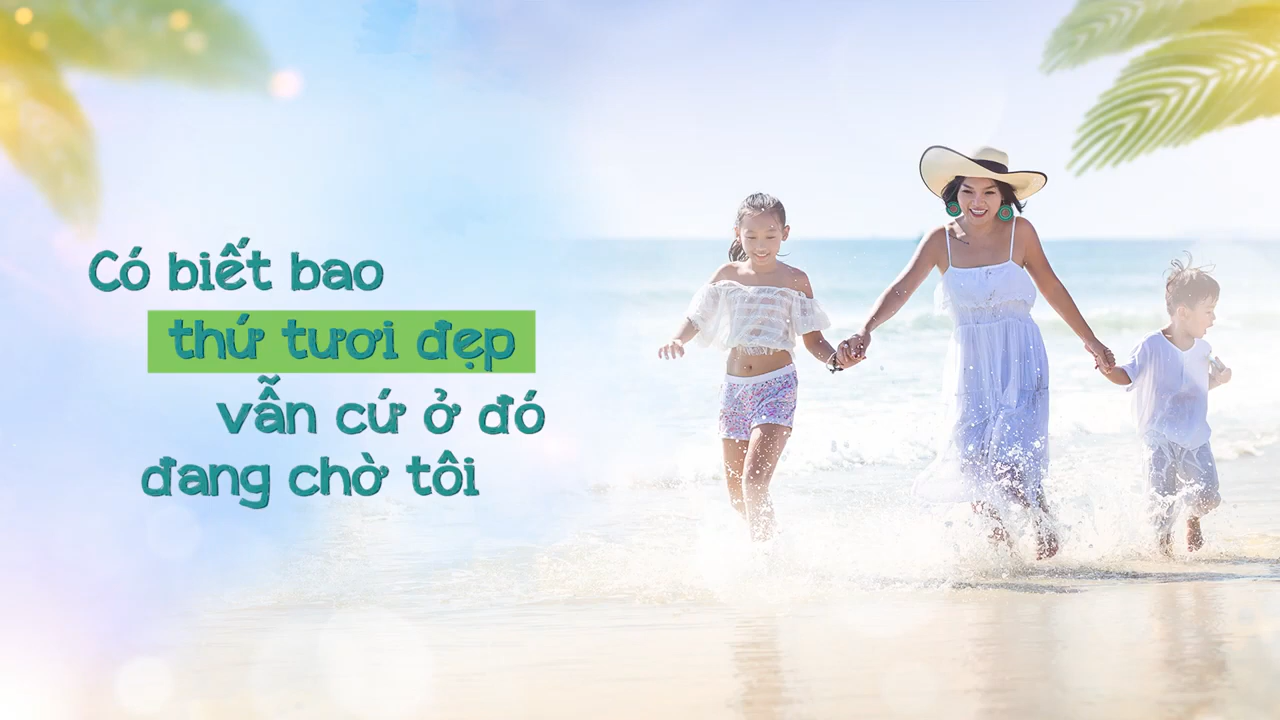 Có biết bao
thứ tươi đẹp
vẫn cứ ở đó
đang chờ tôi